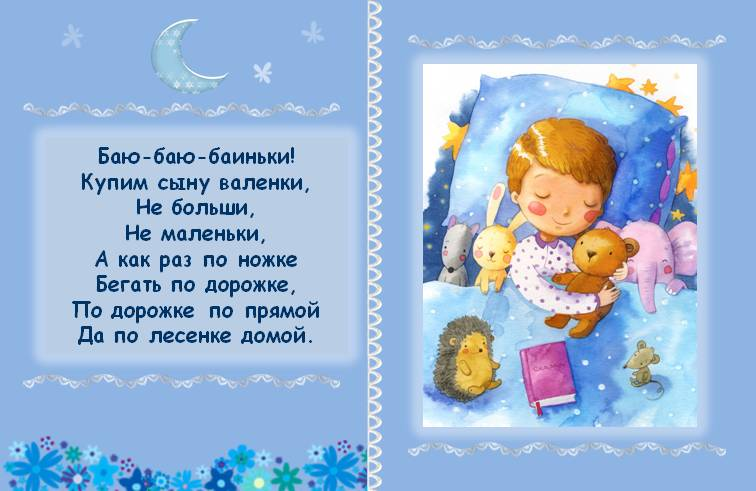 Баю-баю-баиньки!
Купим сыну валенки,
Не больши,
Не маленьки,
А как раз по ножке
Бегать по дорожке,
По дорожке по прямой
Да по лесенке домой.
СКАЗКИ